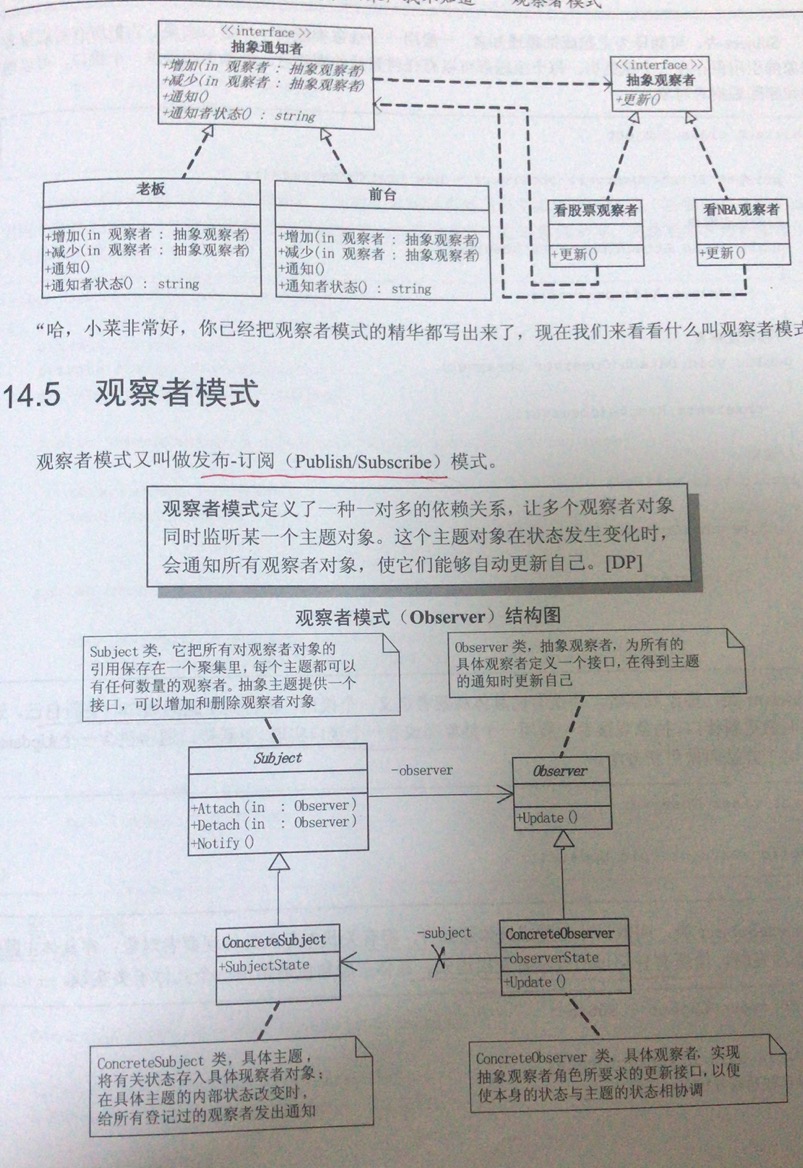 观察者模式
<<interface>>
抽象通知者
+增加(in 观察者 : 抽象观察者)
+减少(in 观察者 : 抽象观察者)
+通知()
+通知者状态() : string
<<interface>>
抽象观察者
+更新()
老板
+增加(in 观察者 : 抽象观察者)
+减少(in 观察者 : 抽象观察者)
+通知()
+通知者状态() : string
前台
+增加(in 观察者 : 抽象观察者)
+减少(in 观察者 : 抽象观察者)
+通知()
+通知者状态() : string
看股票观察者
+更新()
看NBA观察者
+更新()
“哈，小菜非常好，你已经把观察者模式的精华都写出来了，现在我们来看看什么叫观察者模式
14.5 观察者模式
观察者模式又叫做发布-订阅（Publish/Subscribe）模式。
观察者模式定义了一种一对多的依赖关系，让多个观察者对象
同时监听某一个主题对象。这个主题对象在状态发生变化时，
会通知所有观察者对象，使它们能够自动更新自己。[DP]
观察者模式（Observer）结构图
Subject 类，它把所有对观察者对象的
引用保存在一个聚集里，每个主题都可以
有任何数量的观察者。抽象主题提供一个
接口，可以增加和删除观察者对象
Observer 类，抽象观察者，为所有的
具体观察者定义一个接口，在得到主题
的通知时更新自己
Subject
+Attach(in : Observer)
+Detach(in : Observer)
+Notify()
-observer
Observer
+Update()
ConcreteSubject
+SubjectState
-subject
ConcreteObserver
-observerState
+Update()
ConcreteSubject 类，具体主题，
将有关状态存入具体现察者对象；
在具体主题的内部状态改变时，
给所有登记过的观察者发出通知
ConcreteObserver 类，具体观察者，实现
抽象观察者角色所要求的更新接口，以便
使本身的状态与主题的状态相协调